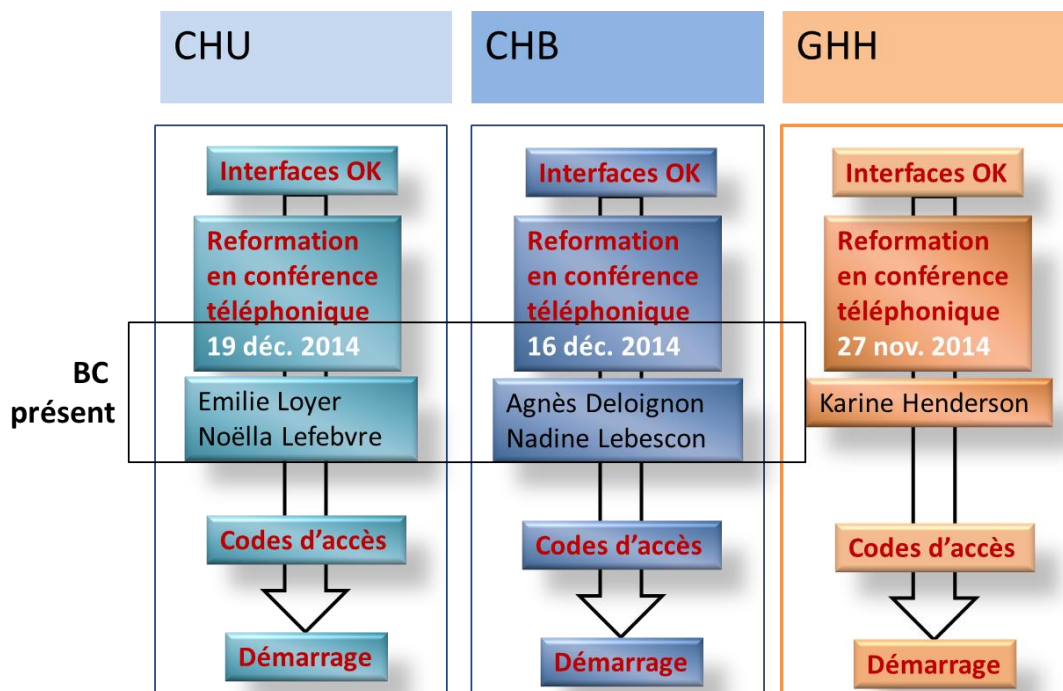 CHU
CHB
GHH
Interfaces OK
Reformation
en conférence
téléphonique
19 déc. 2014
Emilie Loyer
Noëlla Lefebvre
Codes d'accès
Démarrage
Interfaces OK
Reformation
en conférence
téléphonique
16 déc. 2014
Agnès Deloignon
Nadine Lebescon
Codes d'accès
Démarrage
Interfaces OK
Reformation
en conférence
téléphonique
27 nov. 2014
Karine Henderson
Codes d'accès
Démarrage
BC
présent